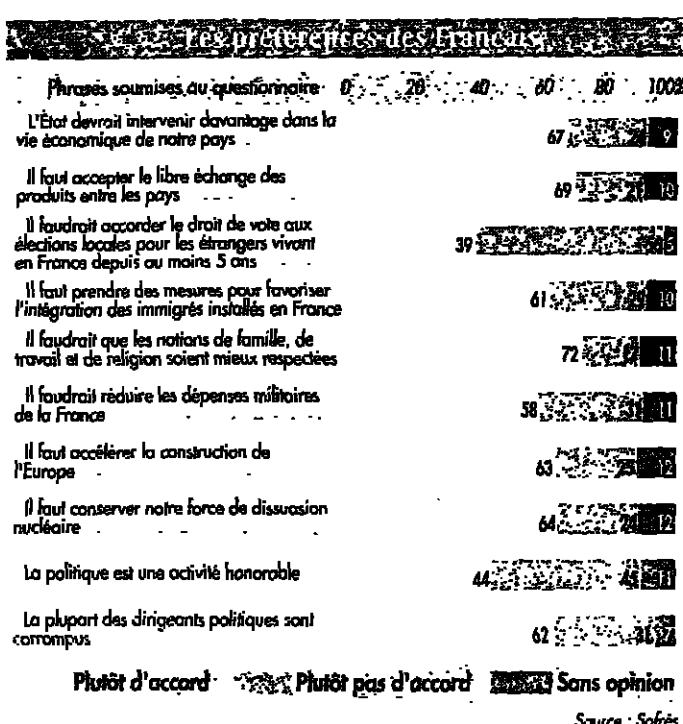 Les préférences des Français
Phrases soumises au questionnaire 0 20 40 60 80 100%
L'État devrait intervenir davantage dans la
vie économique de notre pays 67 9
Il faut accepter le libre échange des
produits entre les pays 69 21 10
Il faudrait accorder le droit de vote aux
élections locales pour les étrangers vivant
en France depuis au moins 5 ans 39
Il faut prendre des mesures pour favoriser
l'intégration des immigrés installés en France 61 29 10
Il faudrait que les notions de famille, de
travail et de religion soient mieux respectées 72 17 11
Il faudrait réduire les dépenses militaires
de la France 58 31 11
Il faut accélérer la construction de
l'Europe 63 25 12
Il faut conserver notre force de dissuasion
nucléaire 64 24 12
La politique est une activité honorable 44 45 11
La plupart des dirigeants politiques sont
corrompus 62 31 7
Plutôt d'accord Plutôt pas d'accord Sans opinion
Source : Sofrès